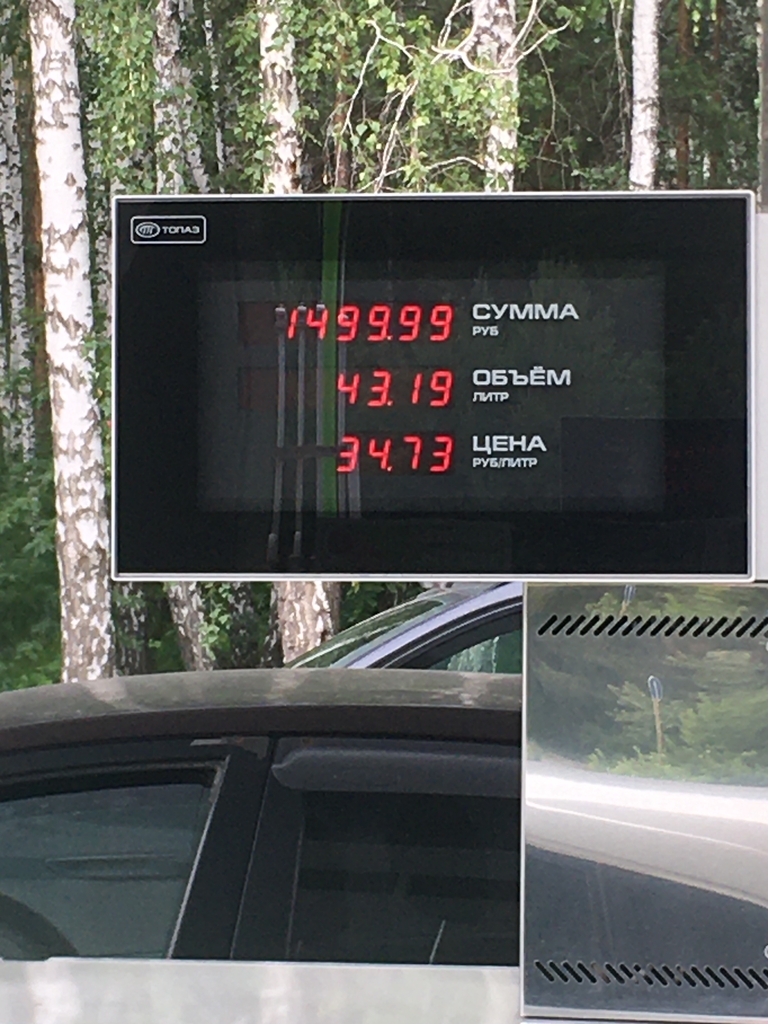 ТОПАЗ
1499.99 СУММА
РУБ
43.19 ОБЪЁМ
ЛИТР
34.73 ЦЕНА
РУБ/ЛИТР